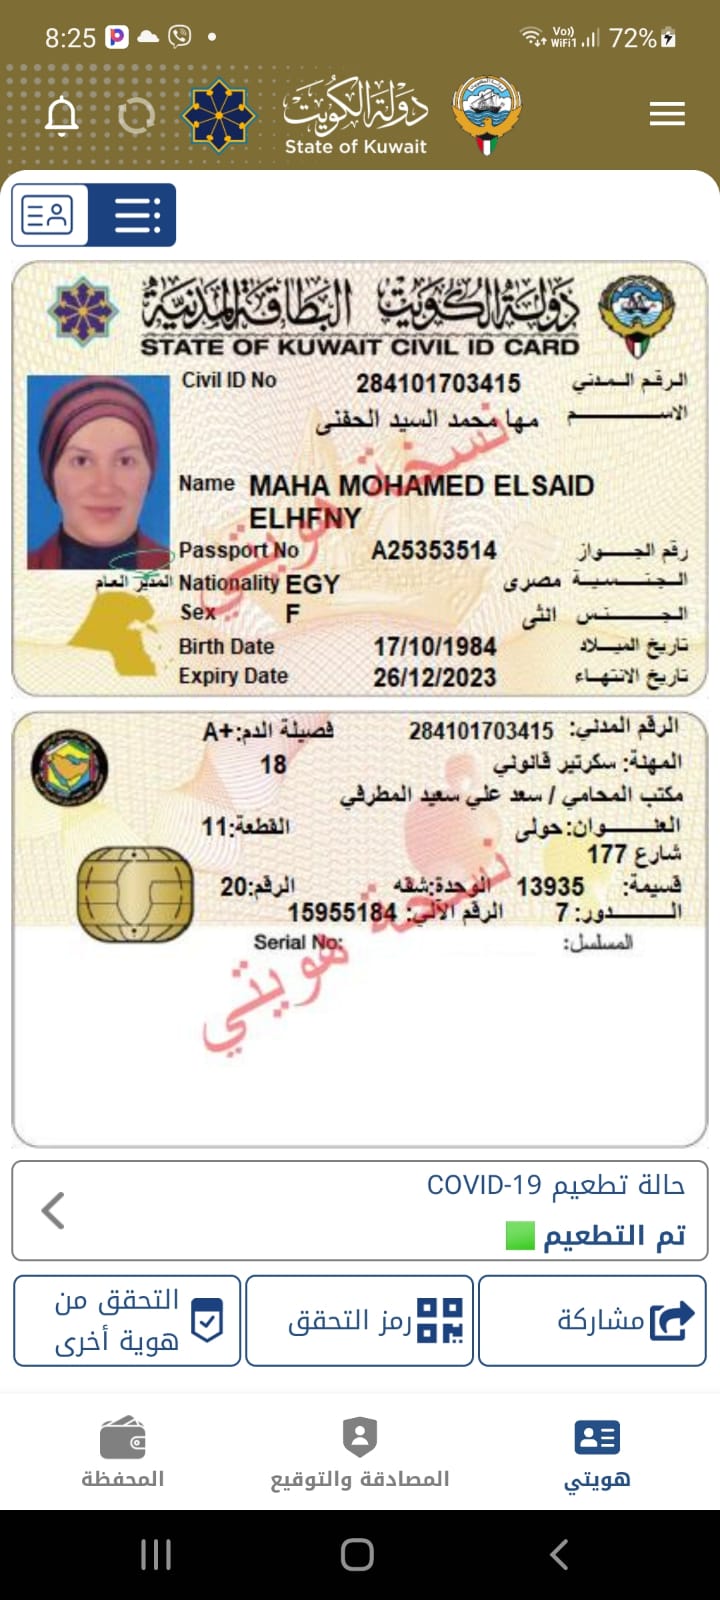 8:25
Vo))
WiFi1
72%
دولة الكويت
State of Kuwait
دولة الكويت البطاقة المدنية
STATE OF KUWAIT CIVIL ID CARD
Civil ID No 284101703415 الرقم المدني
مها محمد السيد الحفنى الاسم
Name MAHA MOHAMED ELSAID
ELHFNY
Passport No A25353514 رقم الجواز
المدير العام
Nationality EGY مصرى الجنسية
Sex F انثى الجنس
Birth Date 17/10/1984 تاريخ الميلاد
Expiry Date 26/12/2023 تاريخ الانتهاء
نسخة هويتي
الرقم المدني: 284101703415 فصيلة الدم:+A
المهنة: سكرتير قانوني 18
مكتب المحامي / سعد علي سعيد المطرفي
العنوان: حولى القطعة:11
شارع 177
قسيمة: 13935 الوحدة:شقه الرقم:20
الدور: 7 الرقم الآلي: 15955184
المسلسل: Serial No:
نسخة هويتي
حالة تطعيم COVID-19
تم التطعيم
مشاركة
رمز التحقق
التحقق من
هوية أخرى
هويتي
المصادقة والتوقيع
المحفظة